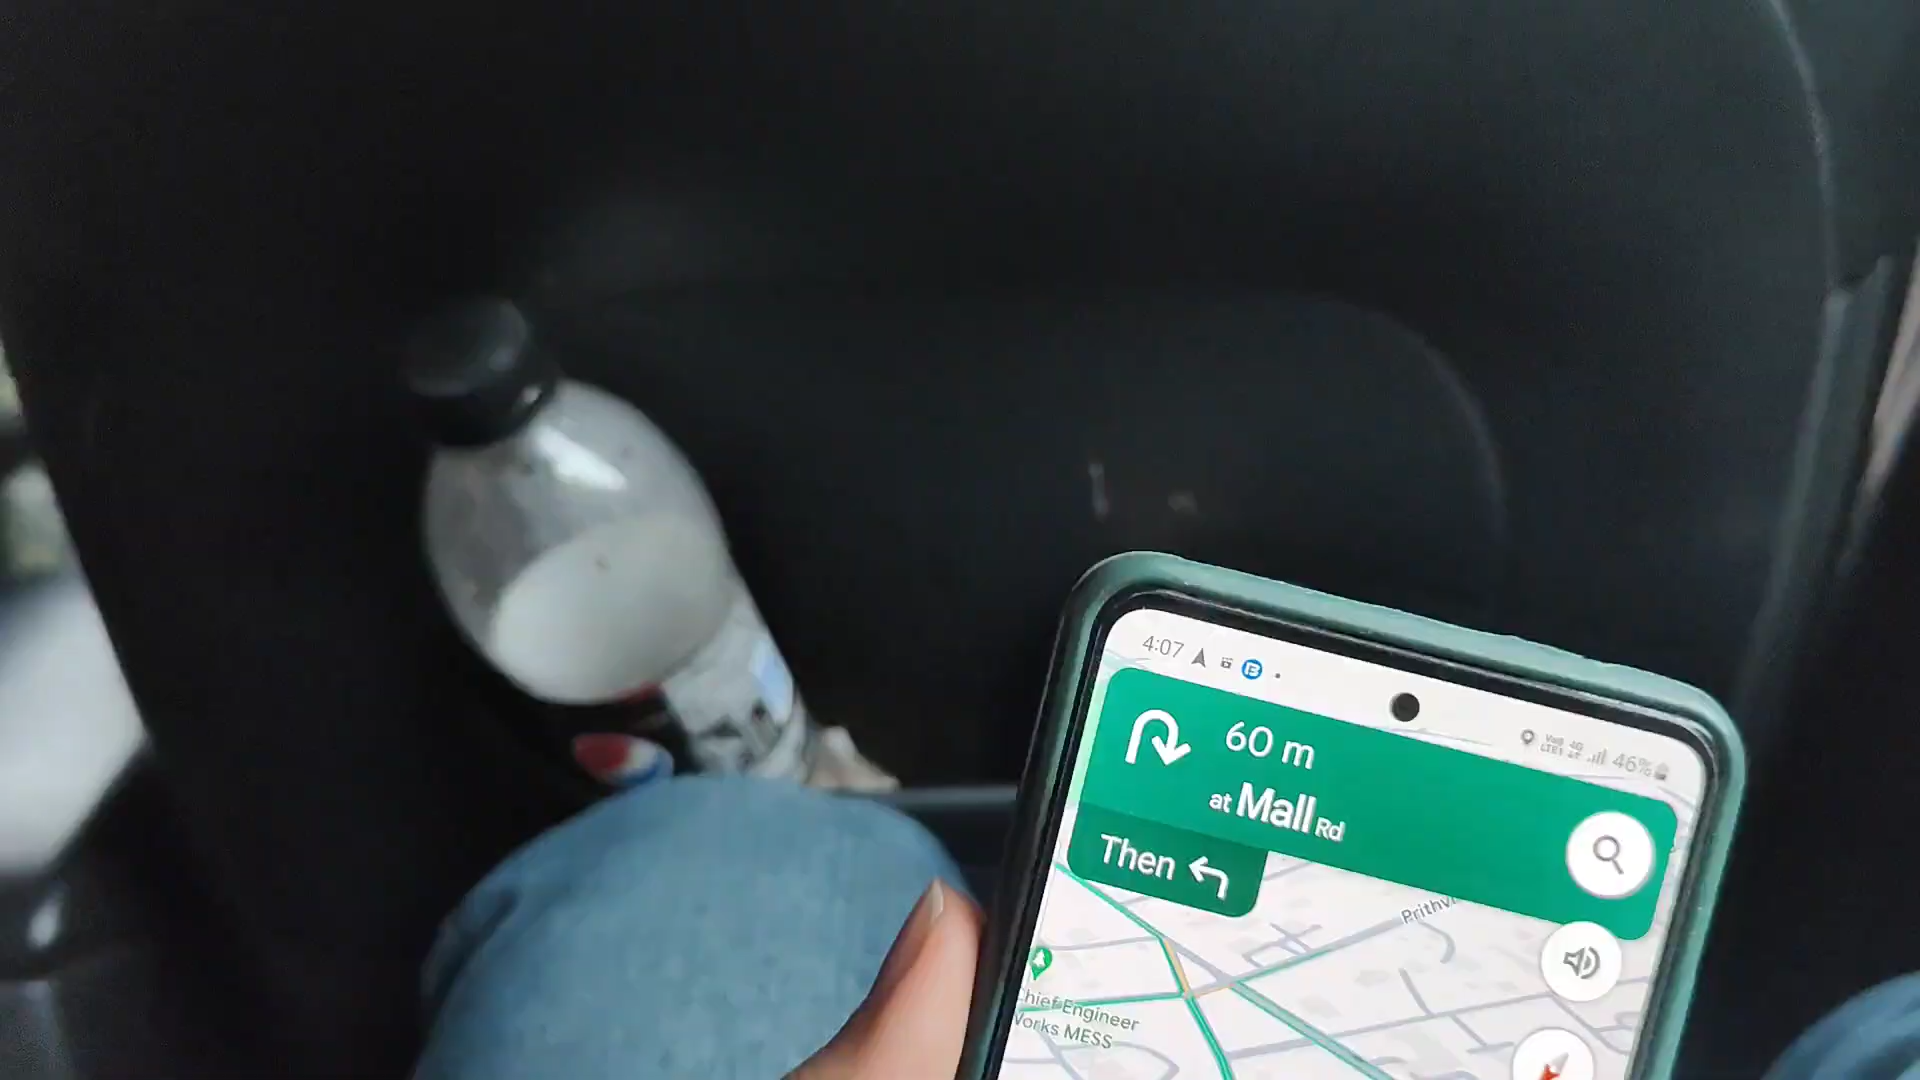 4:07
46%
60 m
at Mall Rd
Then
Prithvi
Chief Engineer
Works MESS